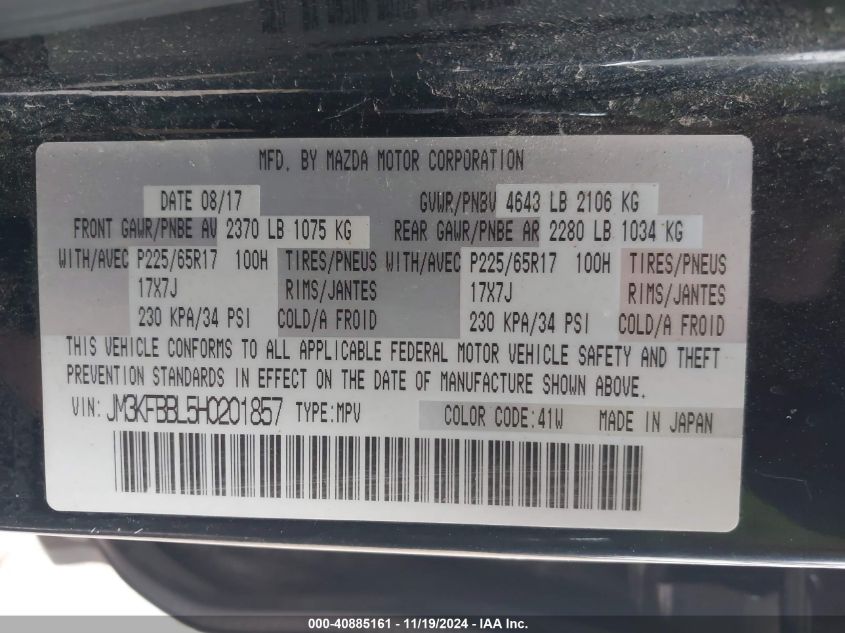 MFD. BY MAZDA MOTOR CORPORATION
DATE 08/17 GVWR/PNBV 4643 LB 2106 KG
FRONT GAWR/PNBE AV 2370 LB 1075 KG REAR GAWR/PNBE AR 2280 LB 1034 KG
WITH/AVEC P225/65R17 100H TIRES/PNEUS WITH/AVEC P225/65R17 100H TIRES/PNEUS
17X7J RIMS/JANTES 17X7J RIMS/JANTES
230 KPA/34 PSI COLD/A FROID 230 KPA/34 PSI COLD/A FROID
THIS VEHICLE CONFORMS TO ALL APPLICABLE FEDERAL MOTOR VEHICLE SAFETY AND THEFT
PREVENTION STANDARDS IN EFFECT ON THE DATE OF MANUFACTURE SHOWN ABOVE.
VIN: JM3KFBBL5H0201857 TYPE:MPV COLOR CODE:41W MADE IN JAPAN
000-40885161 - 11/19/2024 - IAA Inc.